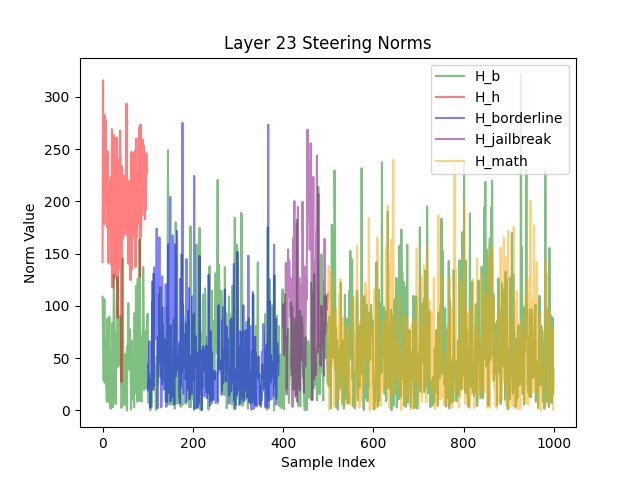 Layer 23 Steering Norms
Norm Value
300
250
200
150
100
50
0
H_b
H_h
H_borderline
H_jailbreak
H_math
0 200 400 600 800 1000
Sample Index